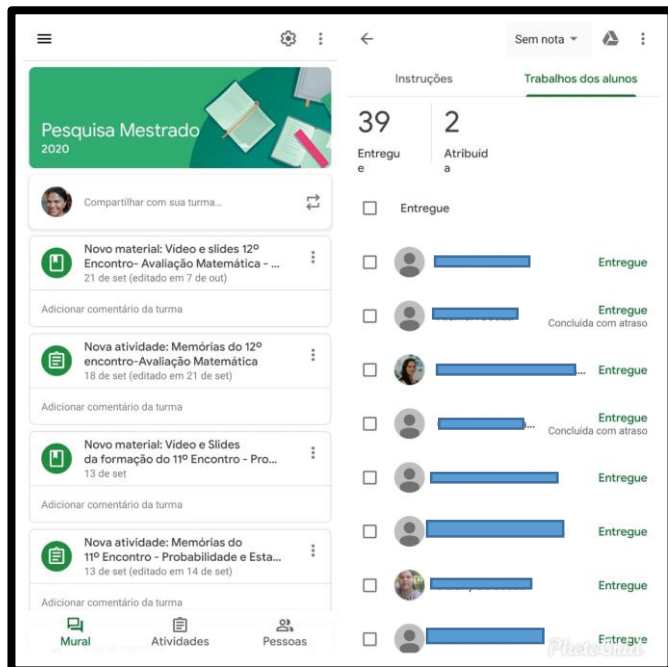 Pesquisa Mestrado
2020
Compartilhar com sua turma...
Novo material: Vídeo e slides 12º
Encontro- Avaliação Matemática - ...
21 de set (editado em 7 de out)
Adicionar comentário da turma
Nova atividade: Memórias do 12º
encontro-Avaliação Matemática
18 de set (editado em 21 de set)
Adicionar comentário da turma
Novo material: Vídeo e Slides
da formação do 11º Encontro - Pro...
13 de set
Adicionar comentário da turma
Nova atividade: Memórias do
11º Encontro - Probabilidade e Esta...
13 de set (editado em 14 de set)
Adicionar comentário da turma
Mural
Atividades
Pessoas
Sem nota
Instruções
Trabalhos dos alunos
39
Entregu
e
2
Atribuíd
a
Entregue
Entregue
Entregue
Concluída com atraso
... Entregue
... Entregue
Concluída com atraso
Entregue
Entregue
Entregue
Entregue